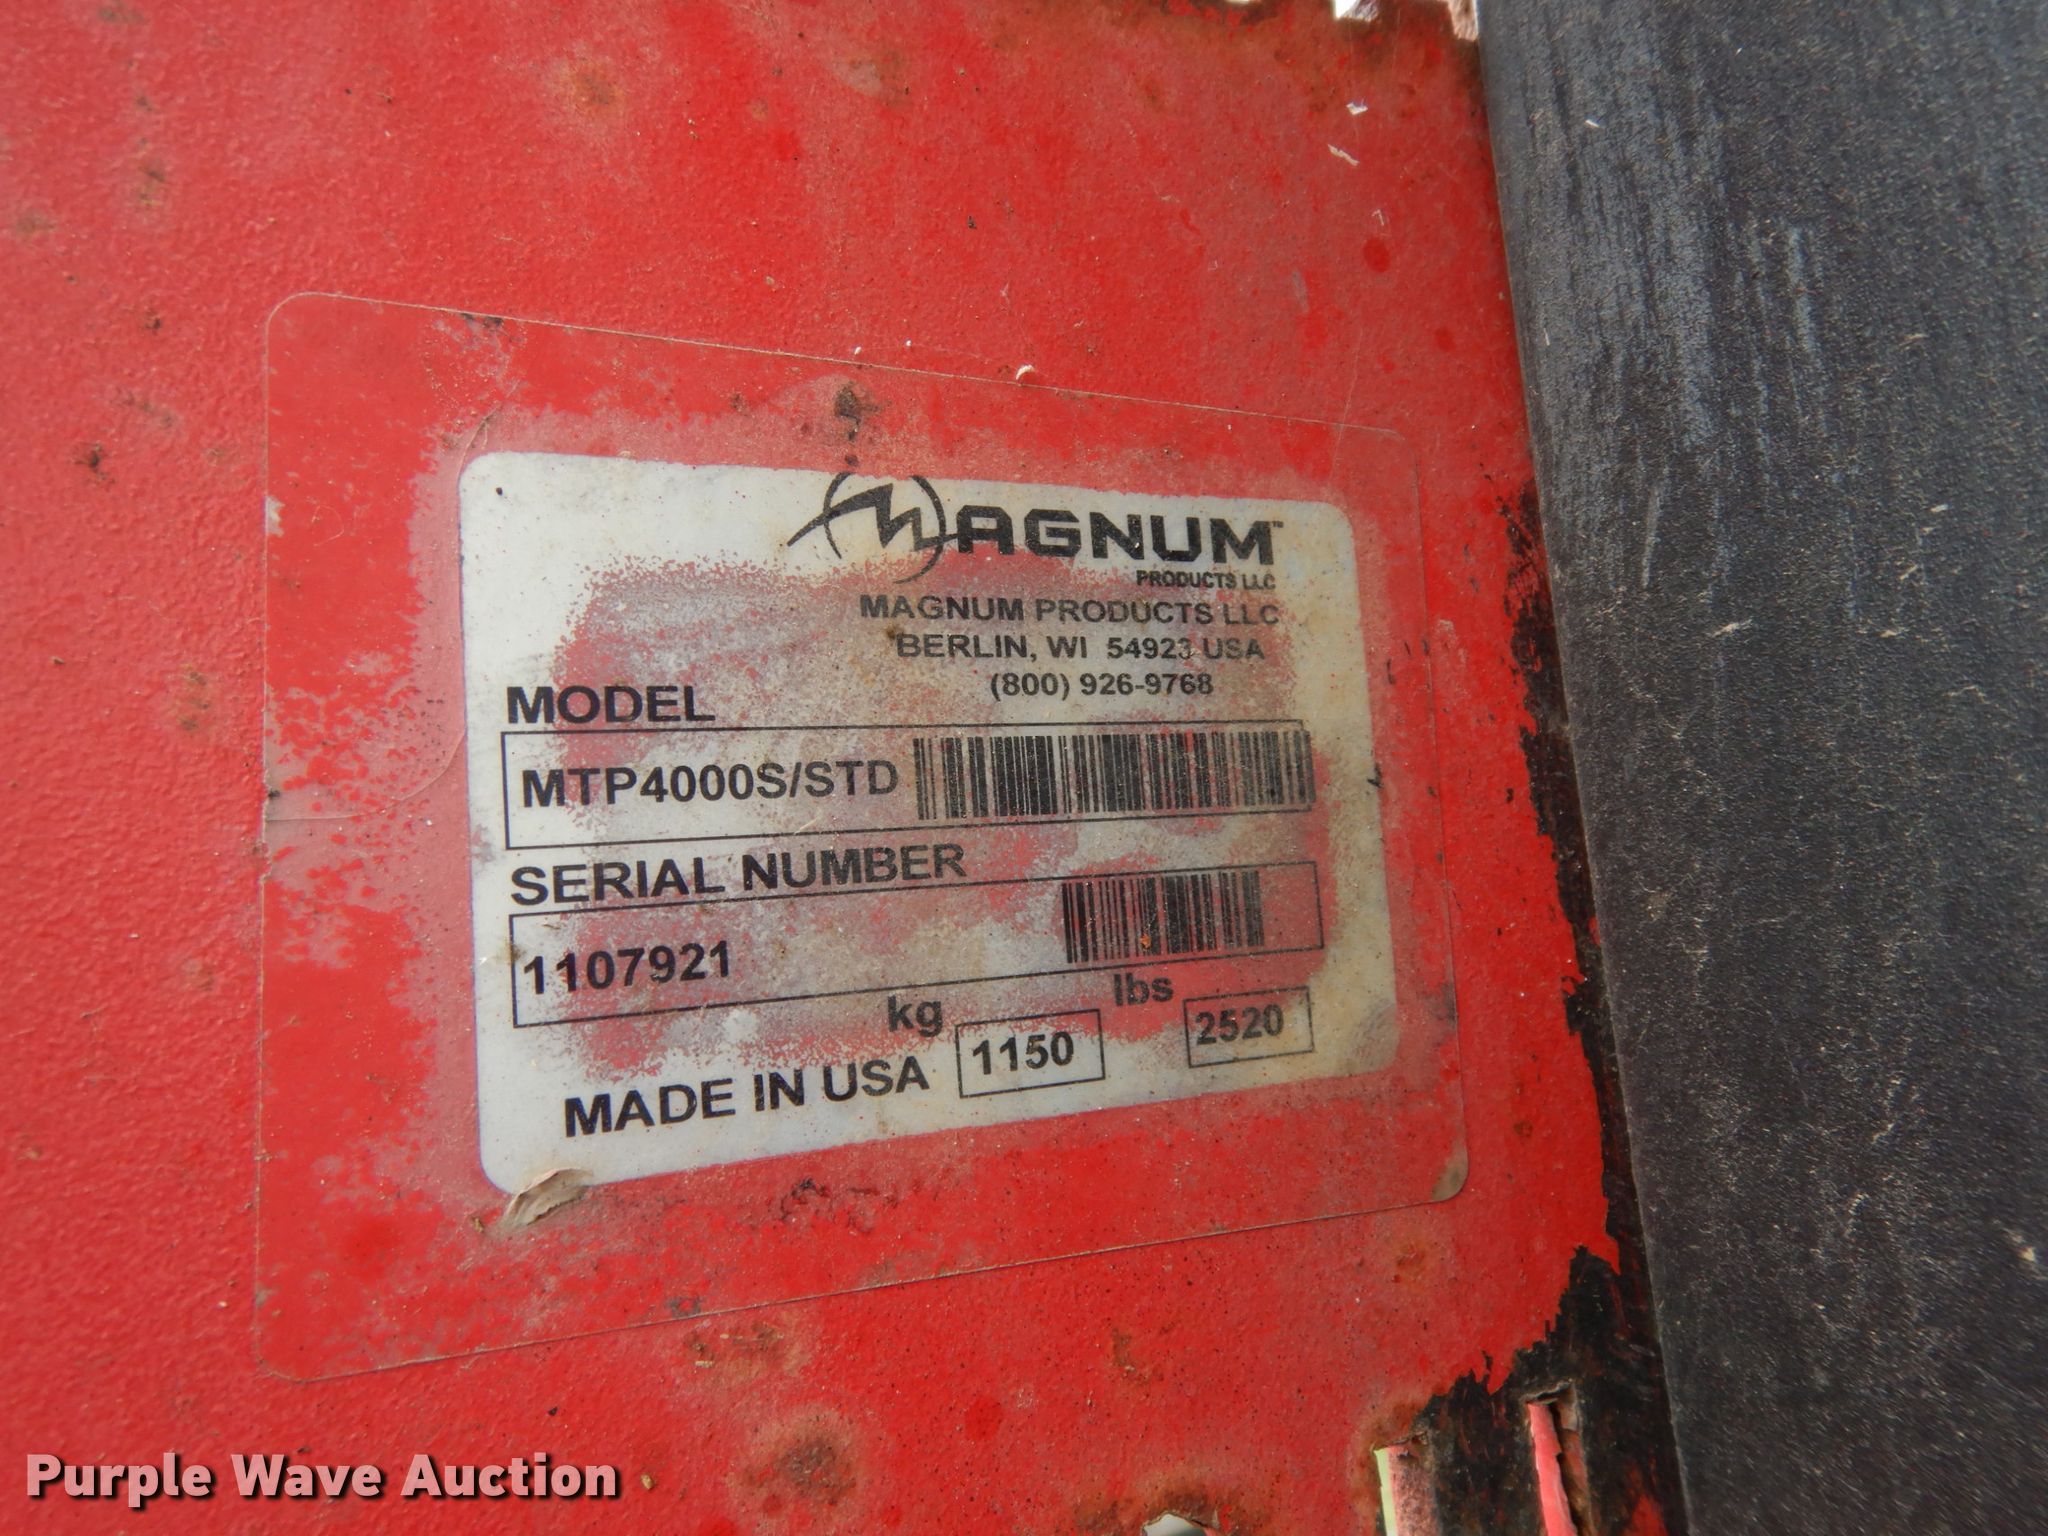 MAGNUM™
PRODUCTS LLC
MAGNUM PRODUCTS LLC
BERLIN, WI 54923 USA
(800) 926-9768
MODEL
MTP4000S/STD
SERIAL NUMBER
1107921
kg lbs
MADE IN USA 1150 2520
Purple Wave Auction